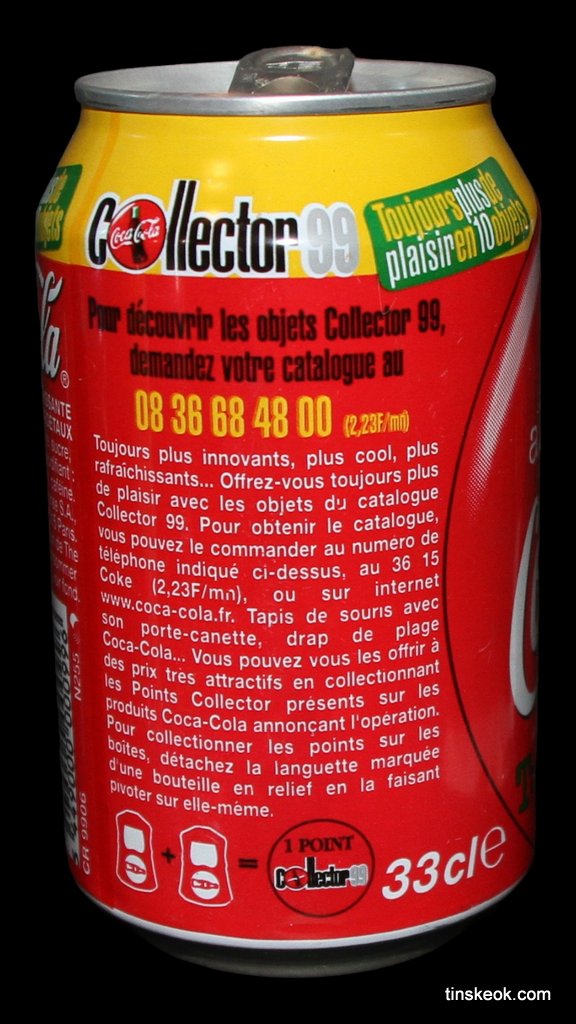 Collector 99
Coca-Cola
Toujours plus de
plaisir en 10 objets
Pour découvrir les objets Collector 99,
demandez votre catalogue au
08 36 68 48 00 (2,23F/mn)
Toujours plus innovants, plus cool, plus
rafraîchissants... Offrez-vous toujours plus
de plaisir avec les objets du catalogue
Collector 99. Pour obtenir le catalogue,
vous pouvez le commander au numéro de
téléphone indiqué ci-dessus, au 36 15
Coke (2,23F/mn), ou sur internet
www.coca-cola.fr. Tapis de souris avec
son porte-canette, drap de plage
Coca-Cola... Vous pouvez vous les offrir à
des prix très attractifs en collectionnant
les Points Collector présents sur les
produits Coca-Cola annonçant l'opération.
Pour collectionner les points sur les
boîtes, détachez la languette marquée
d'une bouteille en relief en la faisant
pivoter sur elle-même.
+ = 1 POINT
Collector 99
33cl e
N255
CR 9906
tinskeok.com